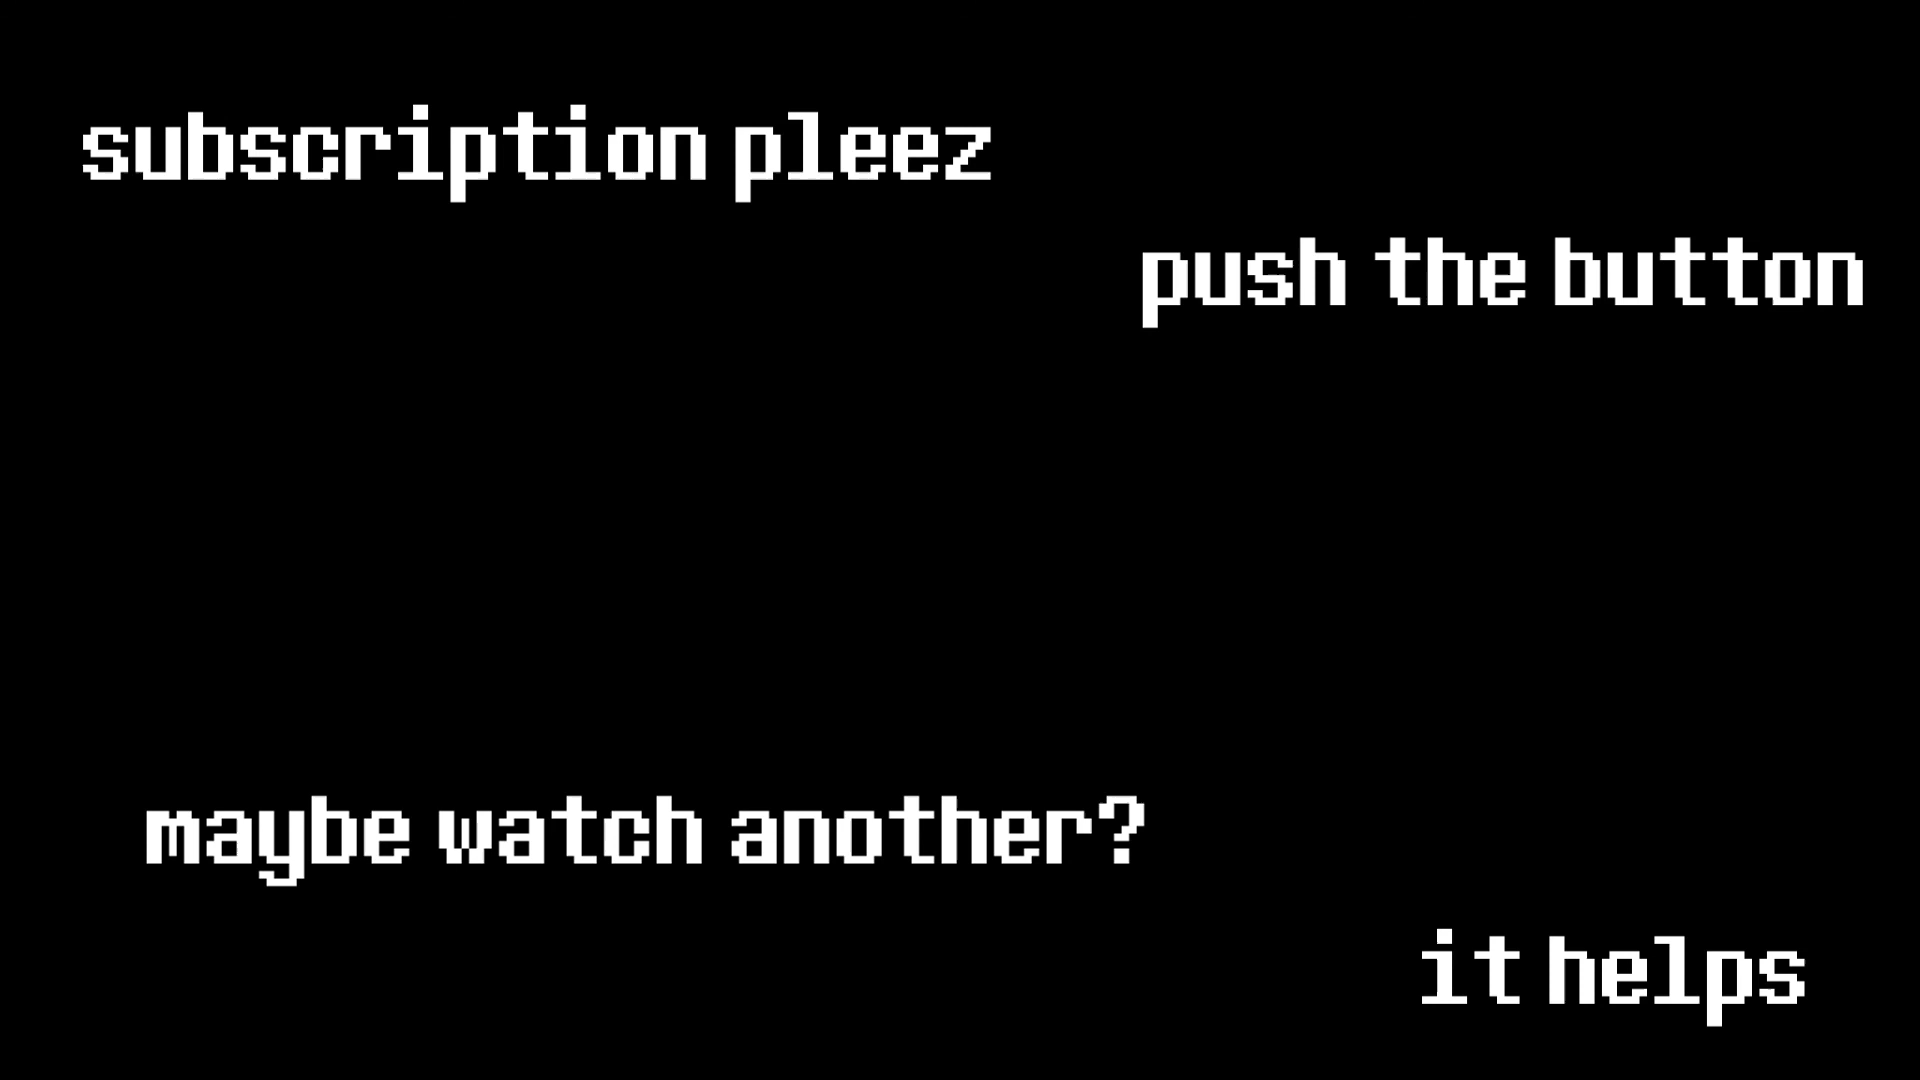 subscription pleez
push the button
maybe watch another?
it helps